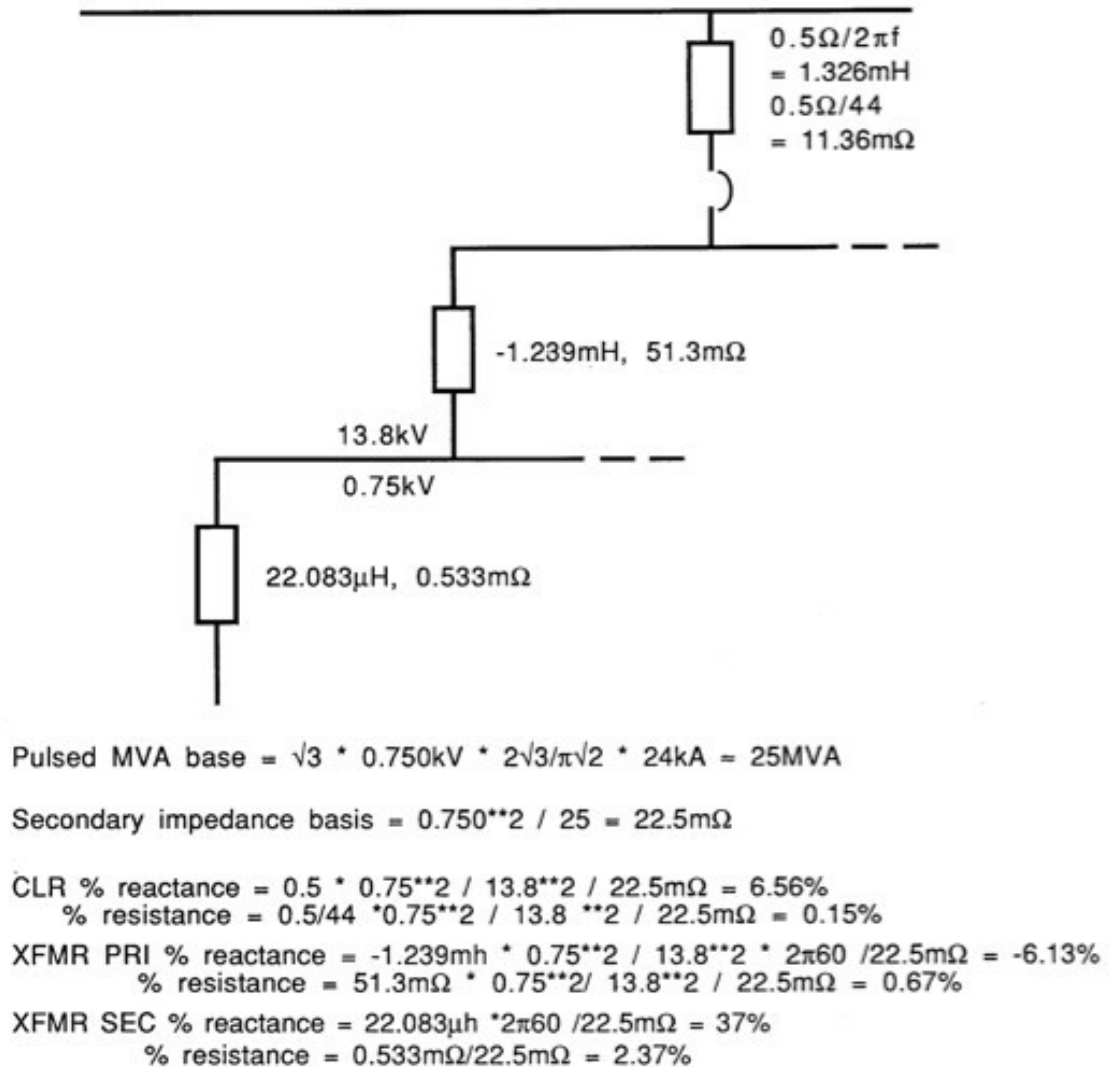 0.5Ω/2πf
= 1.326mH
0.5Ω/44
= 11.36mΩ
-1.239mH, 51.3mΩ
13.8kV
0.75kV
22.083μH, 0.533mΩ
Pulsed MVA base = √3 * 0.750kV * 2√3/π√2 * 24kA = 25MVA
Secondary impedance basis = 0.750**2 / 25 = 22.5mΩ
CLR % reactance = 0.5 * 0.75**2 / 13.8**2 / 22.5mΩ = 6.56%
% resistance = 0.5/44 *0.75**2 / 13.8 **2 / 22.5mΩ = 0.15%
XFMR PRI % reactance = -1.239mh * 0.75**2 / 13.8**2 * 2π60 /22.5mΩ = -6.13%
% resistance = 51.3mΩ * 0.75**2/ 13.8**2 / 22.5mΩ = 0.67%
XFMR SEC % reactance = 22.083μh *2π60 /22.5mΩ = 37%
% resistance = 0.533mΩ/22.5mΩ = 2.37%